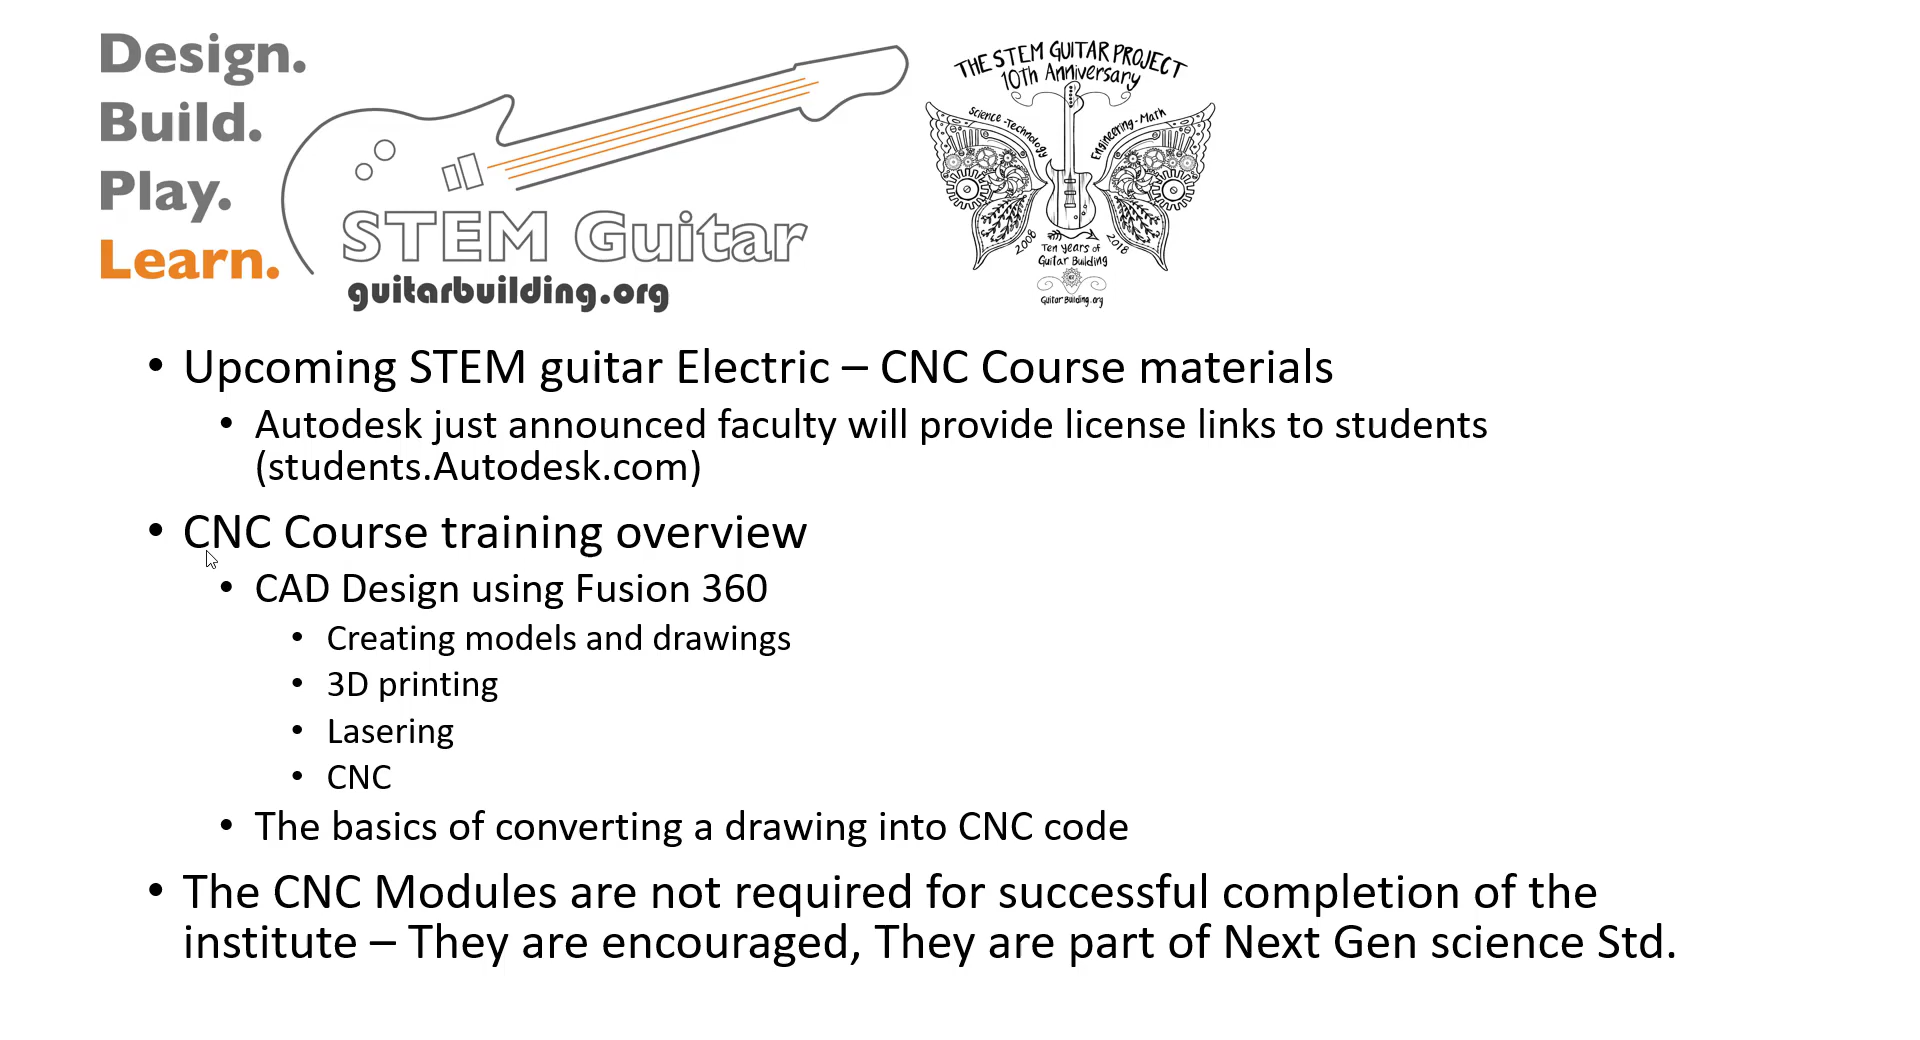 Design.
Build.
Play.
Learn.
STEM Guitar
guitarbuilding.org
THE STEM GUITAR PROJECT
10th Anniversary
Science-Technology
Engineering-Math
2008
2018
Ten years of
Guitar Building
GuitarBuilding.org
• Upcoming STEM guitar Electric – CNC Course materials
• Autodesk just announced faculty will provide license links to students
(students.Autodesk.com)
• CNC Course training overview
• CAD Design using Fusion 360
• Creating models and drawings
• 3D printing
• Lasering
• CNC
• The basics of converting a drawing into CNC code
• The CNC Modules are not required for successful completion of the
institute – They are encouraged, They are part of Next Gen science Std.